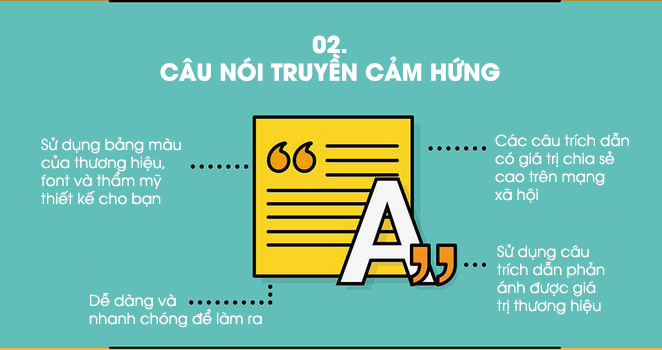 02.
CÂU NÓI TRUYỀN CẢM HỨNG
Sử dụng bảng màu
của thương hiệu,
font và thẩm mỹ
thiết kế cho bạn
Các câu trích dẫn
có giá trị chia sẻ
cao trên mạng
xã hội
A
Sử dụng câu
trích dẫn phản
ánh được giá
trị thương hiệu
Dễ dàng và
nhanh chóng để làm ra